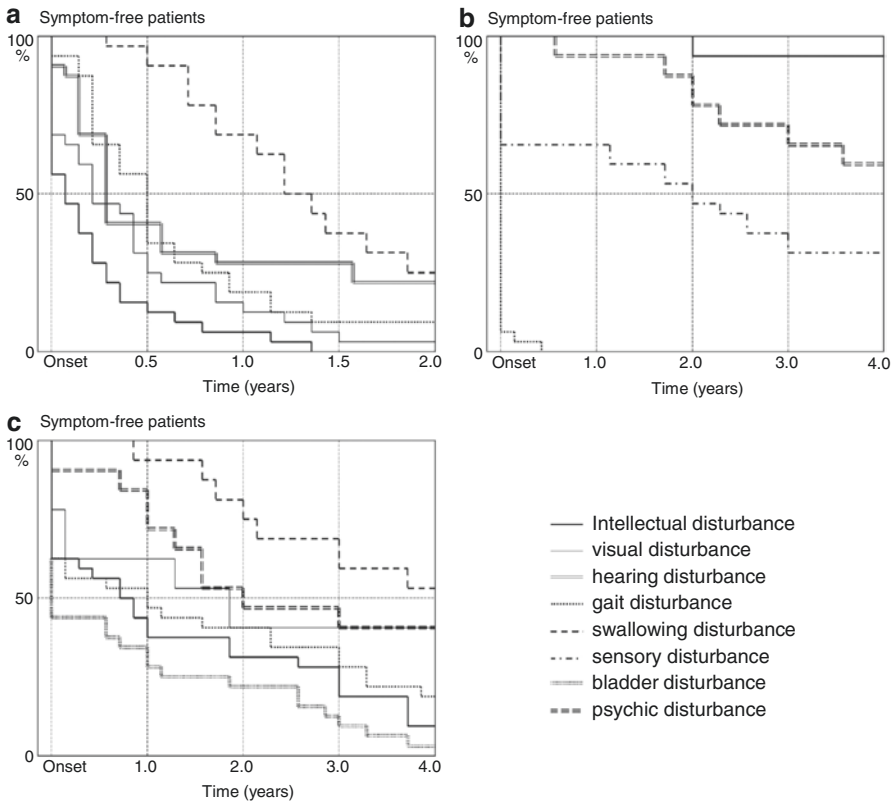 a Symptom-free patients
100
%
50
0
Onset 0.5 1.0 1.5 2.0
Time (years)
b Symptom-free patients
100
%
50
0
Onset 1.0 2.0 3.0 4.0
Time (years)
c Symptom-free patients
100
%
50
0
Onset 1.0 2.0 3.0 4.0
Time (years)
Intellectual disturbance
visual disturbance
hearing disturbance
gait disturbance
swallowing disturbance
sensory disturbance
bladder disturbance
psychic disturbance